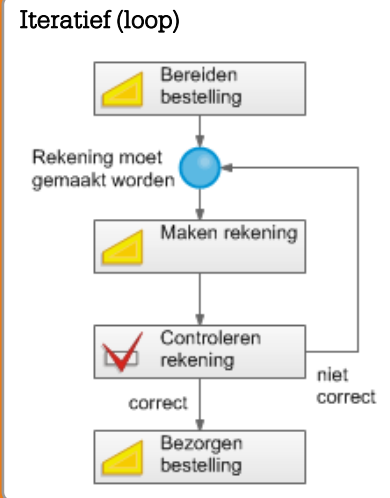 Iteratief (loop)
Bereiden
bestelling
Rekening moet
gemaakt worden
Maken rekening
Controleren
rekening
niet
correct
correct
Bezorgen
bestelling